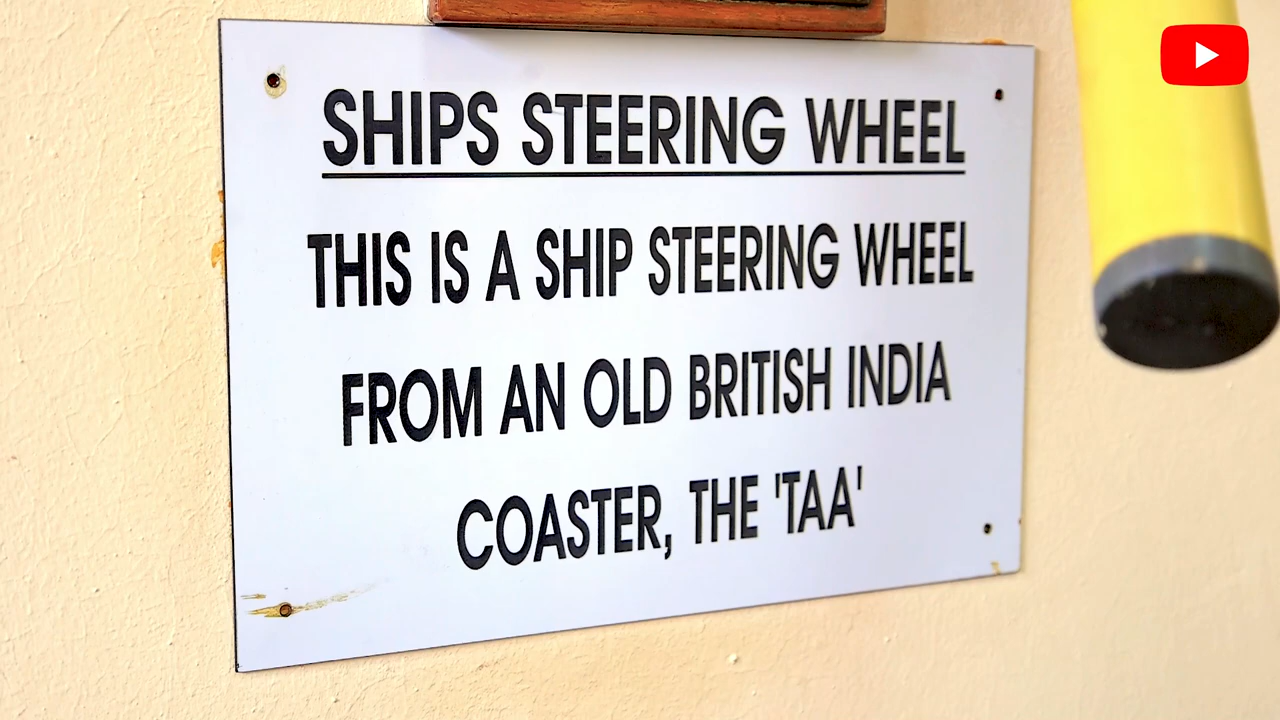 SHIPS STEERING WHEEL
THIS IS A SHIP STEERING WHEEL
FROM AN OLD BRITISH INDIA
COASTER, THE 'TAA'